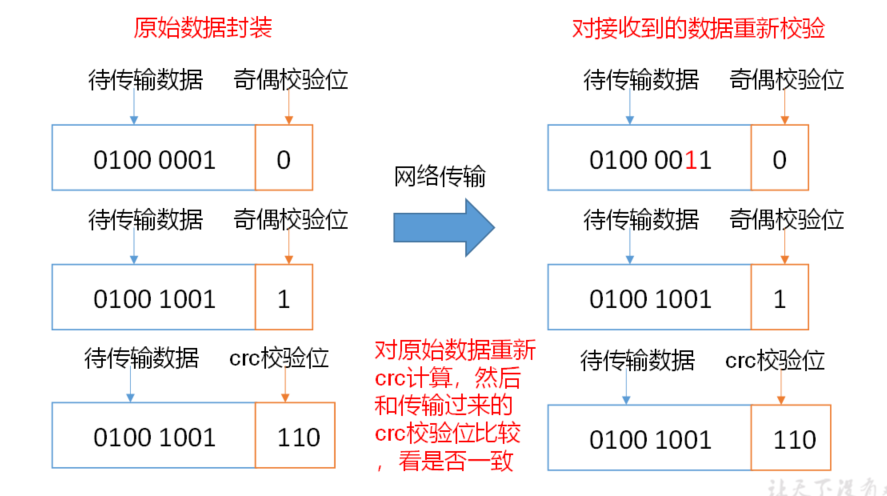 原始数据封装
对接收到的数据重新校验
待传输数据 奇偶校验位
待传输数据 奇偶校验位
0100 0001 0
0100 0011 0
网络传输
待传输数据 奇偶校验位
待传输数据 奇偶校验位
0100 1001 1
0100 1001 1
待传输数据 crc校验位
对原始数据重新
crc计算，然后
和传输过来的
crc校验位比较
，看是否一致
待传输数据 crc校验位
0100 1001 110
0100 1001 110
让天下没有